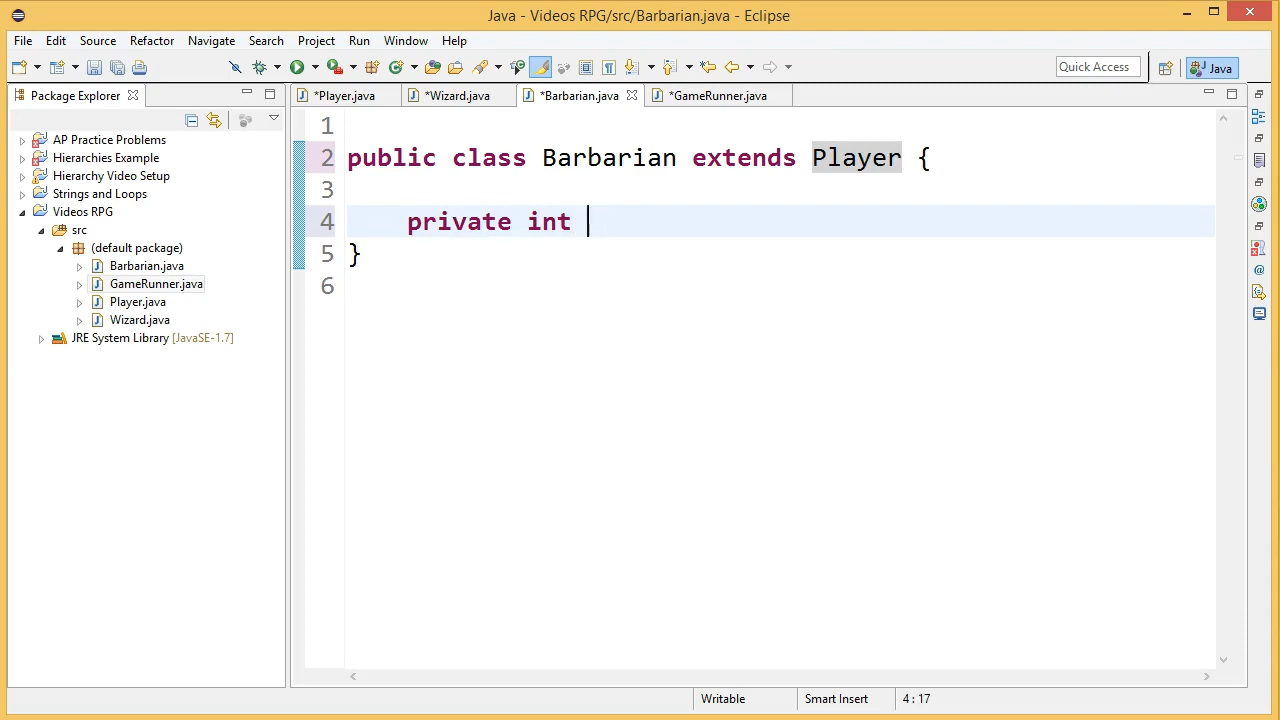 Java - Videos RPG/src/Barbarian.java - Eclipse
File Edit Source Refactor Navigate Search Project Run Window Help
Quick Access Java
Package Explorer *Player.java *Wizard.java *Barbarian.java *GameRunner.java
AP Practice Problems
Hierarchies Example
Hierarchy Video Setup
Strings and Loops
Videos RPG
src
(default package)
Barbarian.java
GameRunner.java
Player.java
Wizard.java
JRE System Library [JavaSE-1.7]
1
2 public class Barbarian extends Player {
3
4 private int
5 }
6
Writable Smart Insert 4 : 17